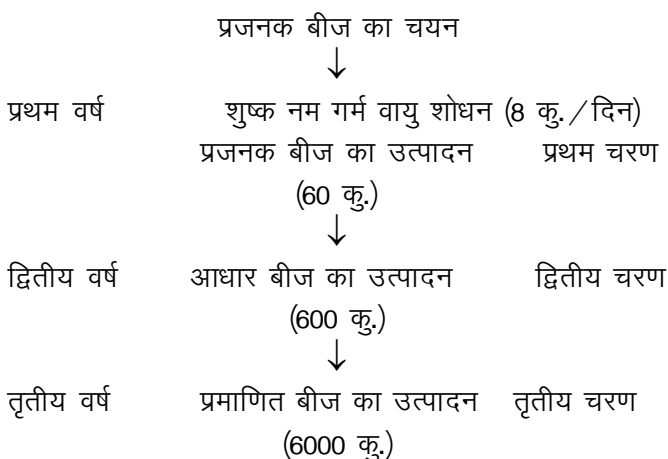 प्रजनक बीज का चयन
↓
प्रथम वर्ष शुष्क नम गर्म वायु शोधन (8 कु./दिन)
प्रजनक बीज का उत्पादन प्रथम चरण
(60 कु.)
↓
द्वितीय वर्ष आधार बीज का उत्पादन द्वितीय चरण
(600 कु.)
↓
तृतीय वर्ष प्रमाणित बीज का उत्पादन तृतीय चरण
(6000 कु.)